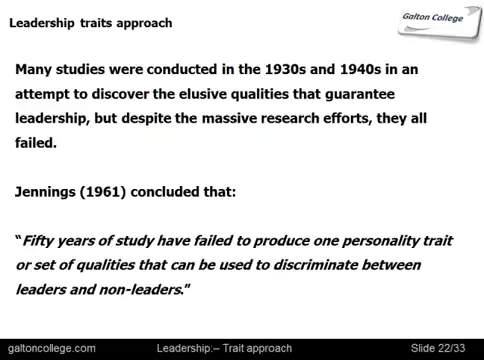 Leadership traits approach
Galton College
Many studies were conducted in the 1930s and 1940s in an
attempt to discover the elusive qualities that guarantee
leadership, but despite the massive research efforts, they all
failed.
Jennings (1961) concluded that:
"Fifty years of study have failed to produce one personality trait
or set of qualities that can be used to discriminate between
leaders and non-leaders."
galtoncollege.com Leadership:– Trait approach Slide 22/33